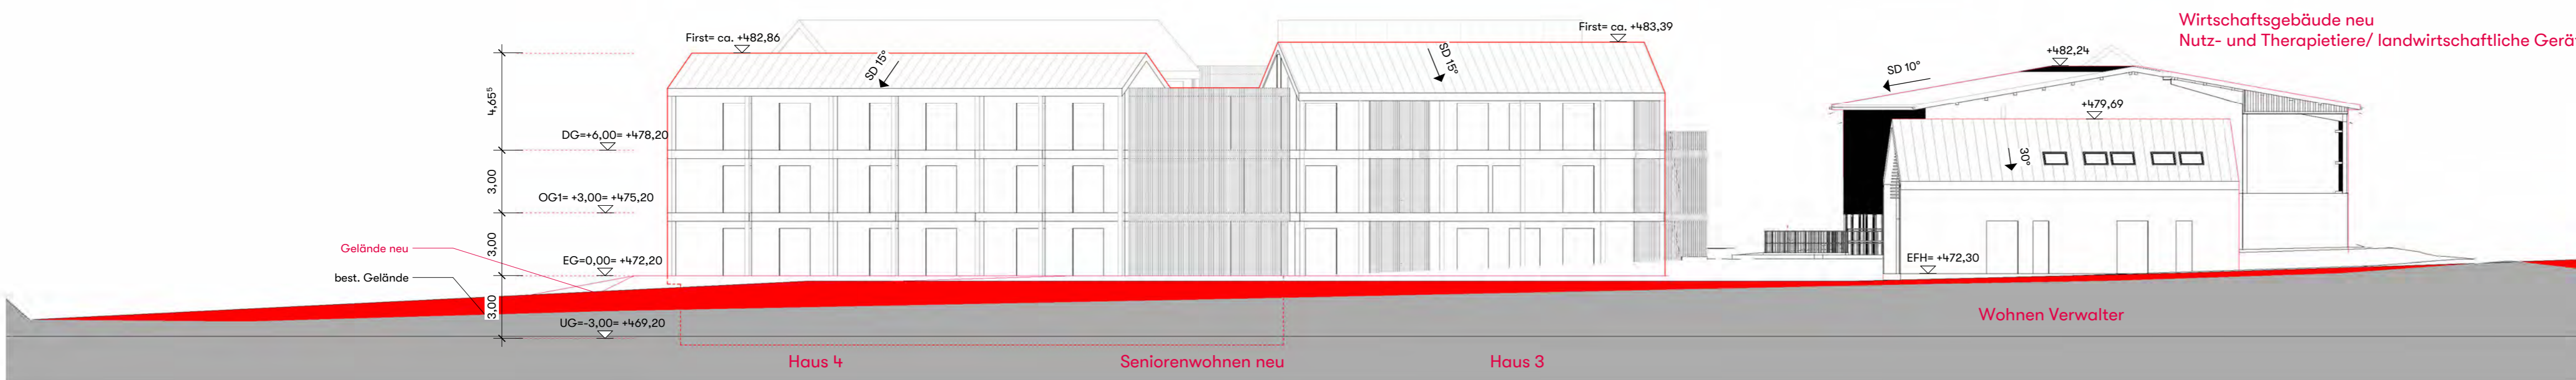 Wirtschaftsgebäude neu
Nutz- und Therapietiere/ landwirtschaftliche Gerä
First= ca. +482,86
First= ca. +483,39
+482,24
SD 15°
SD 15°
SD 10°
+479,69
4,65⁵
DG=+6,00= +478,20
30°
3,00
OG1= +3,00= +475,20
3,00
Gelände neu
EG=0,00= +472,20
EFH= +472,30
best. Gelände
3,00
UG=-3,00= +469,20
Wohnen Verwalter
Haus 4
Seniorenwohnen neu
Haus 3